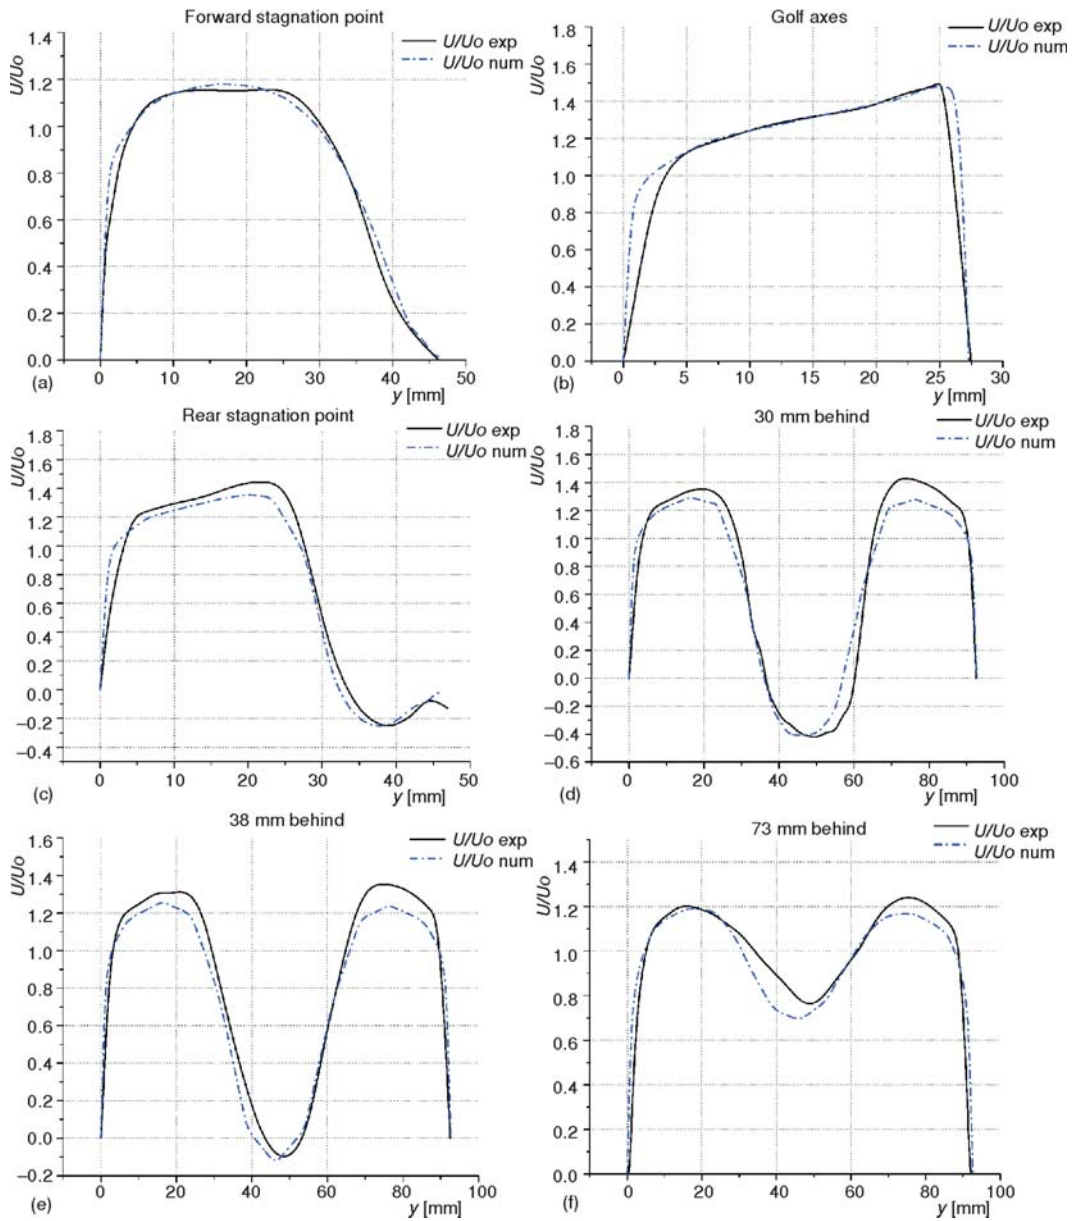 Forward stagnation point
U/Uo exp
U/Uo num
U/Uo
1.4
1.2
1.0
0.8
0.6
0.4
0.2
0.0
0 10 20 30 40 50
(a)
y [mm]
Golf axes
U/Uo exp
U/Uo num
U/Uo
1.8
1.6
1.4
1.2
1.0
0.8
0.6
0.4
0.2
0.0
0 5 10 15 20 25 30
(b)
y [mm]
Rear stagnation point
U/Uo exp
U/Uo num
U/Uo
1.8
1.6
1.4
1.2
1.0
0.8
0.6
0.4
0.2
0.0
−0.2
−0.4
0 10 20 30 40 50
(c)
y [mm]
30 mm behind
U/Uo exp
U/Uo num
U/Uo
1.8
1.6
1.4
1.2
1.0
0.8
0.6
0.4
0.2
0.0
−0.2
−0.4
−0.6
0 20 40 60 80 100
(d)
y [mm]
38 mm behind
U/Uo exp
U/Uo num
U/Uo
1.6
1.4
1.2
1.0
0.8
0.6
0.4
0.2
0.0
−0.2
0 20 40 60 80 100
(e)
y [mm]
73 mm behind
U/Uo exp
U/Uo num
U/Uo
1.4
1.2
1.0
0.8
0.6
0.4
0.2
0.0
0 20 40 60 80 100
(f)
y [mm]